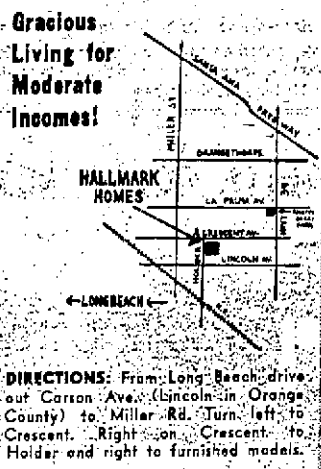 Gracious
Living for
Moderate
Incomes!
SANTA ANA
MILLER ST
ORANGETHORPE
HALLMARK
HOMES
LA PALMA AV.
CRESCENT AV.
HOLDER
LINCOLN AV.
←LONG BEACH←
DIRECTIONS: From Long Beach drive
out Carson Ave. (Lincoln in Orange
County) to Miller Rd. Turn left to
Crescent. Right on Crescent to
Holder and right to furnished models.